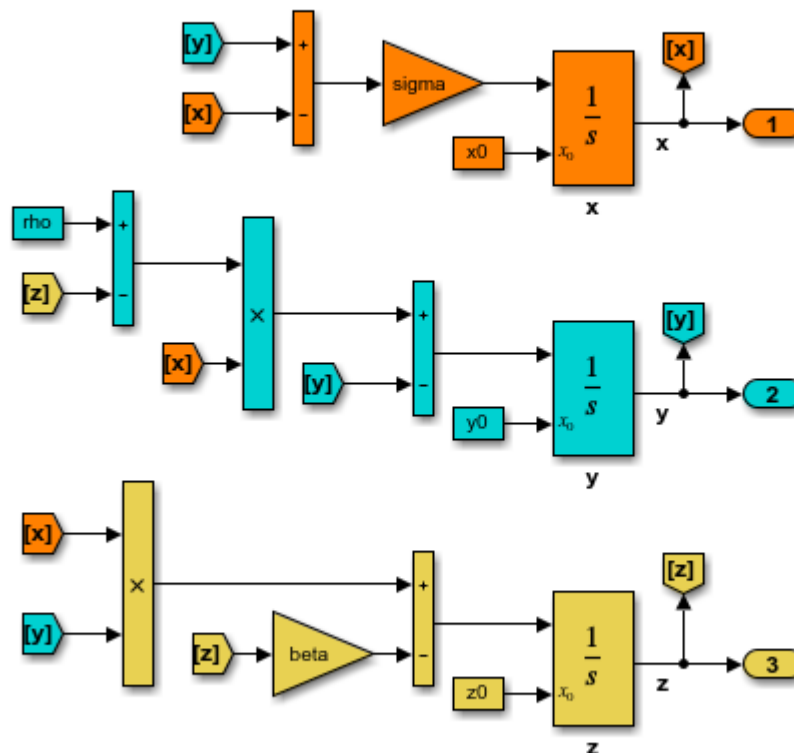 [y]
+
[x]
−
sigma
1
s
x0
x₀
[x]
x
1
x
rho
+
[z]
−
×
[x]
[y]
+
−
1
s
y0
x₀
[y]
y
2
y
[x]
×
[y]
[z]
beta
+
−
1
s
z0
x₀
[z]
z
3
z